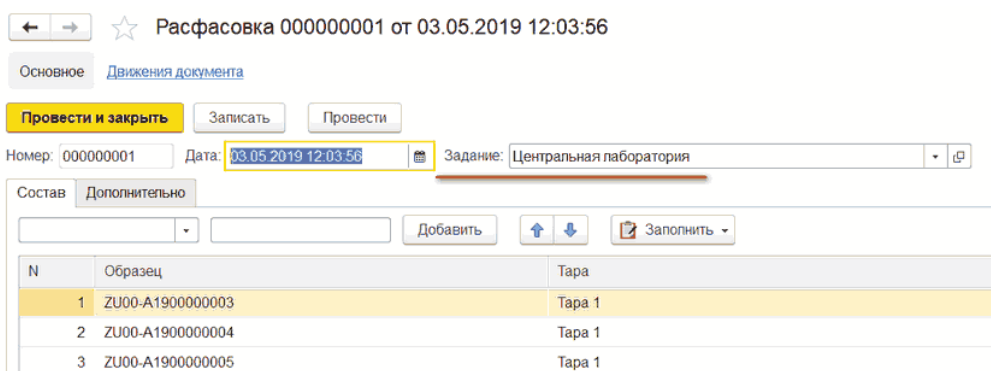 Расфасовка 000000001 от 03.05.2019 12:03:56
Основное Движения документа
Провести и закрыть Записать Провести
Номер: 000000001 Дата: 03.05.2019 12:03:56 Задание: Центральная лаборатория
Состав Дополнительно
Добавить Заполнить
N Образец Тара
1 ZU00-A1900000003 Тара 1
2 ZU00-A1900000004 Тара 1
3 ZU00-A1900000005 Тара 1